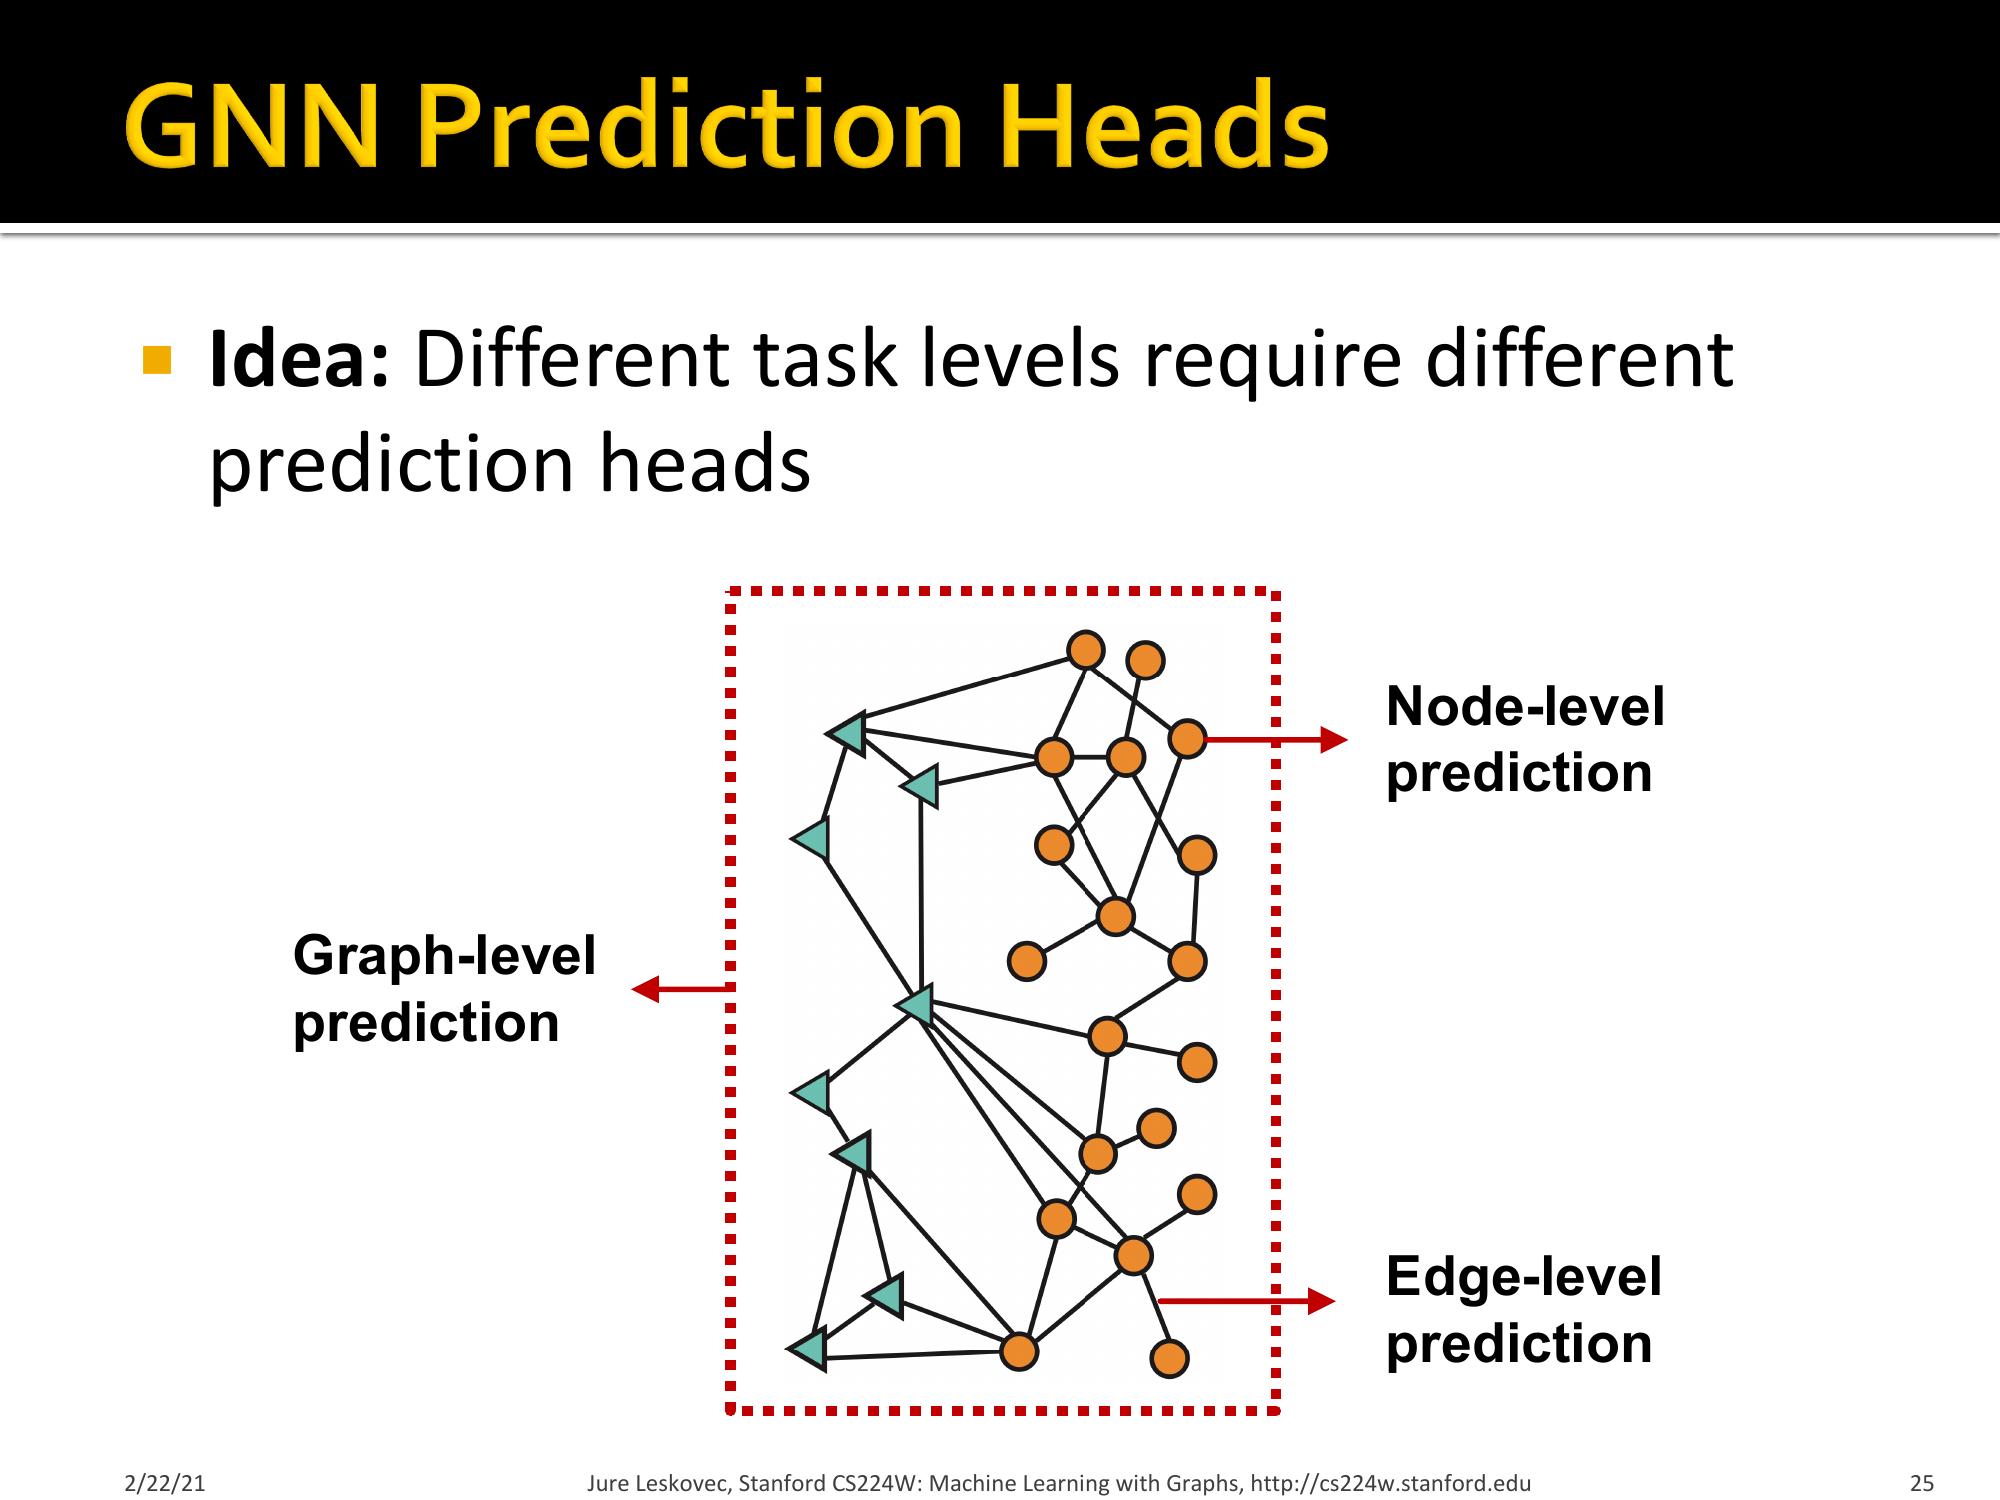 GNN Prediction Heads
Idea: Different task levels require different
prediction heads
Node-level
prediction
Graph-level
prediction
Edge-level
prediction
2/22/21
Jure Leskovec, Stanford CS224W: Machine Learning with Graphs, http://cs224w.stanford.edu
25